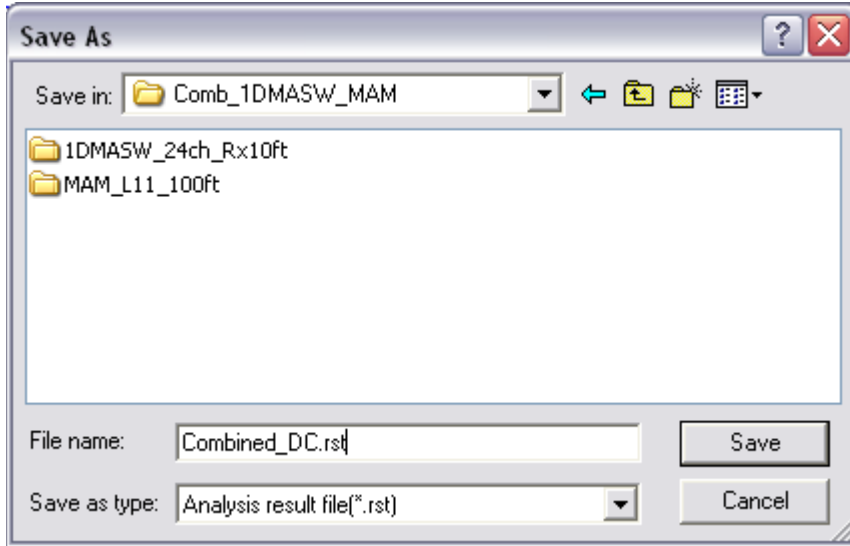 Save As
Save in: Comb_1DMASW_MAM
1DMASW_24ch_Rx10ft
MAM_L11_100ft
File name: Combined_DC.rst Save
Save as type: Analysis result file(*.rst) Cancel